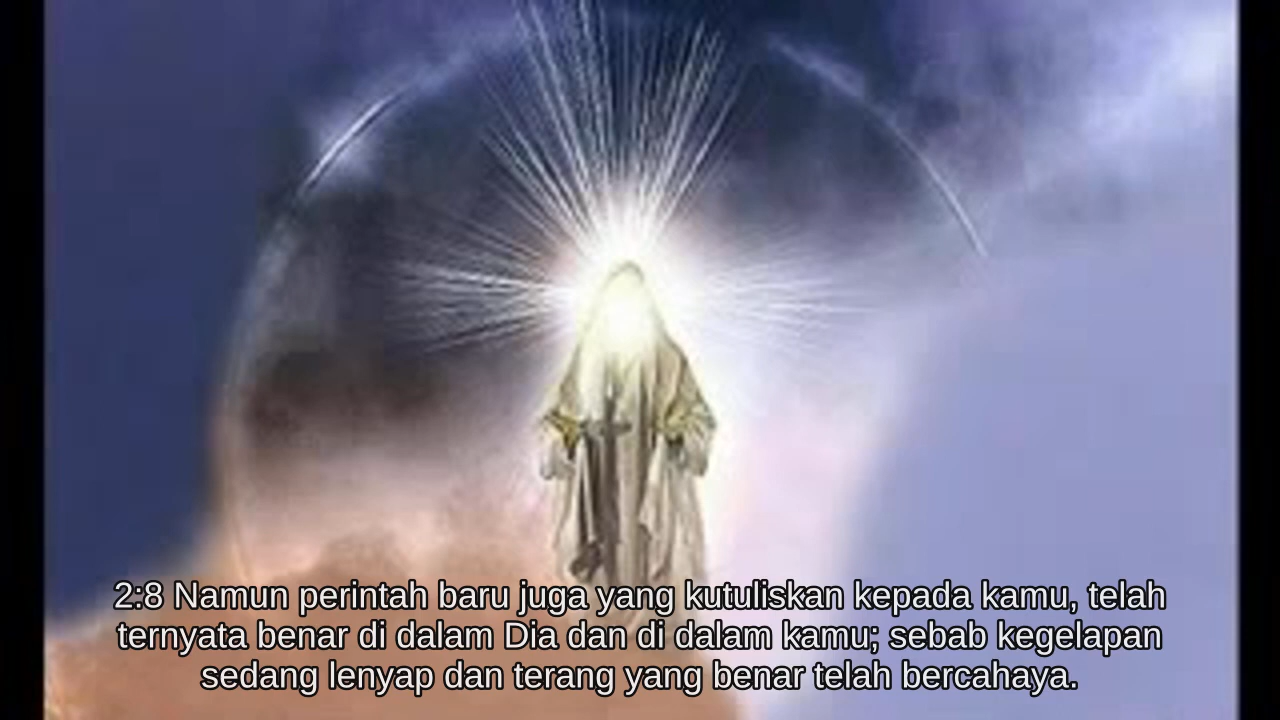 2:8 Namun perintah baru juga yang kutuliskan kepada kamu, telah
ternyata benar di dalam Dia dan di dalam kamu; sebab kegelapan
sedang lenyap dan terang yang benar telah bercahaya.